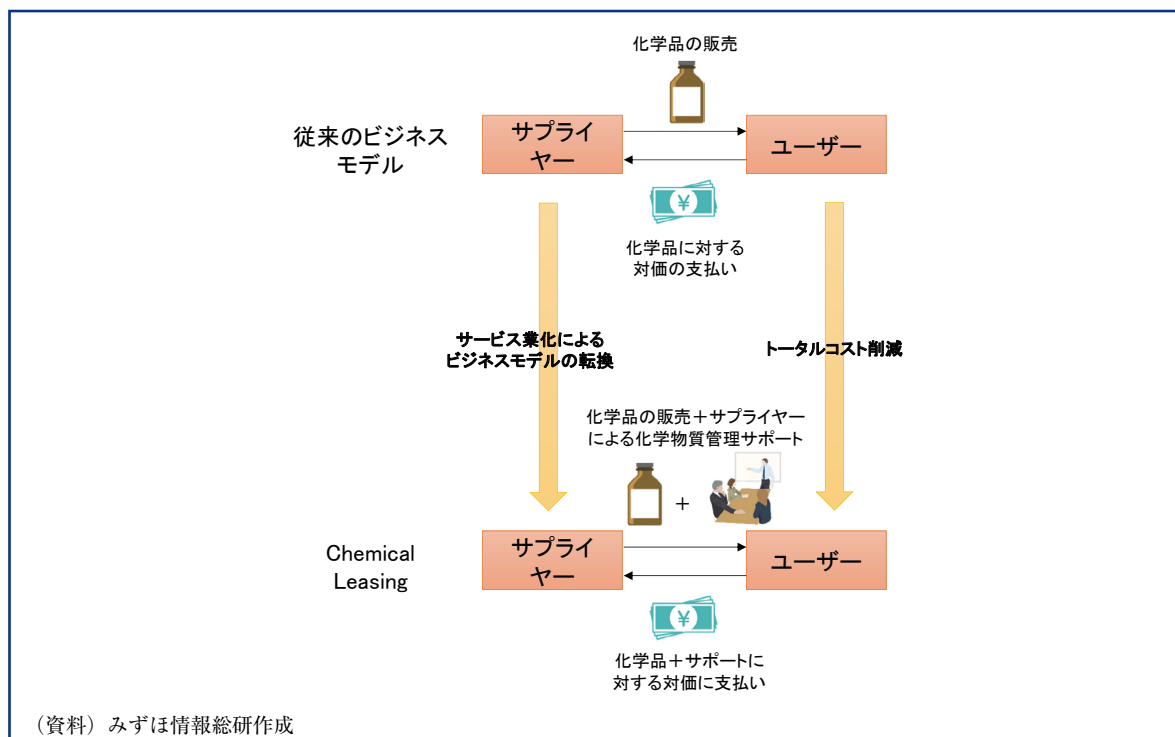 化学品の販売
従来のビジネス
モデル
サプライ
ヤー
ユーザー
¥
化学品に対する
対価の支払い
サービス業化による
ビジネスモデルの転換
トータルコスト削減
化学品の販売＋サプライヤー
による化学物質管理サポート
+
Chemical
Leasing
サプライ
ヤー
ユーザー
¥
化学品＋サポートに
対する対価に支払い
（資料）みずほ情報総研作成